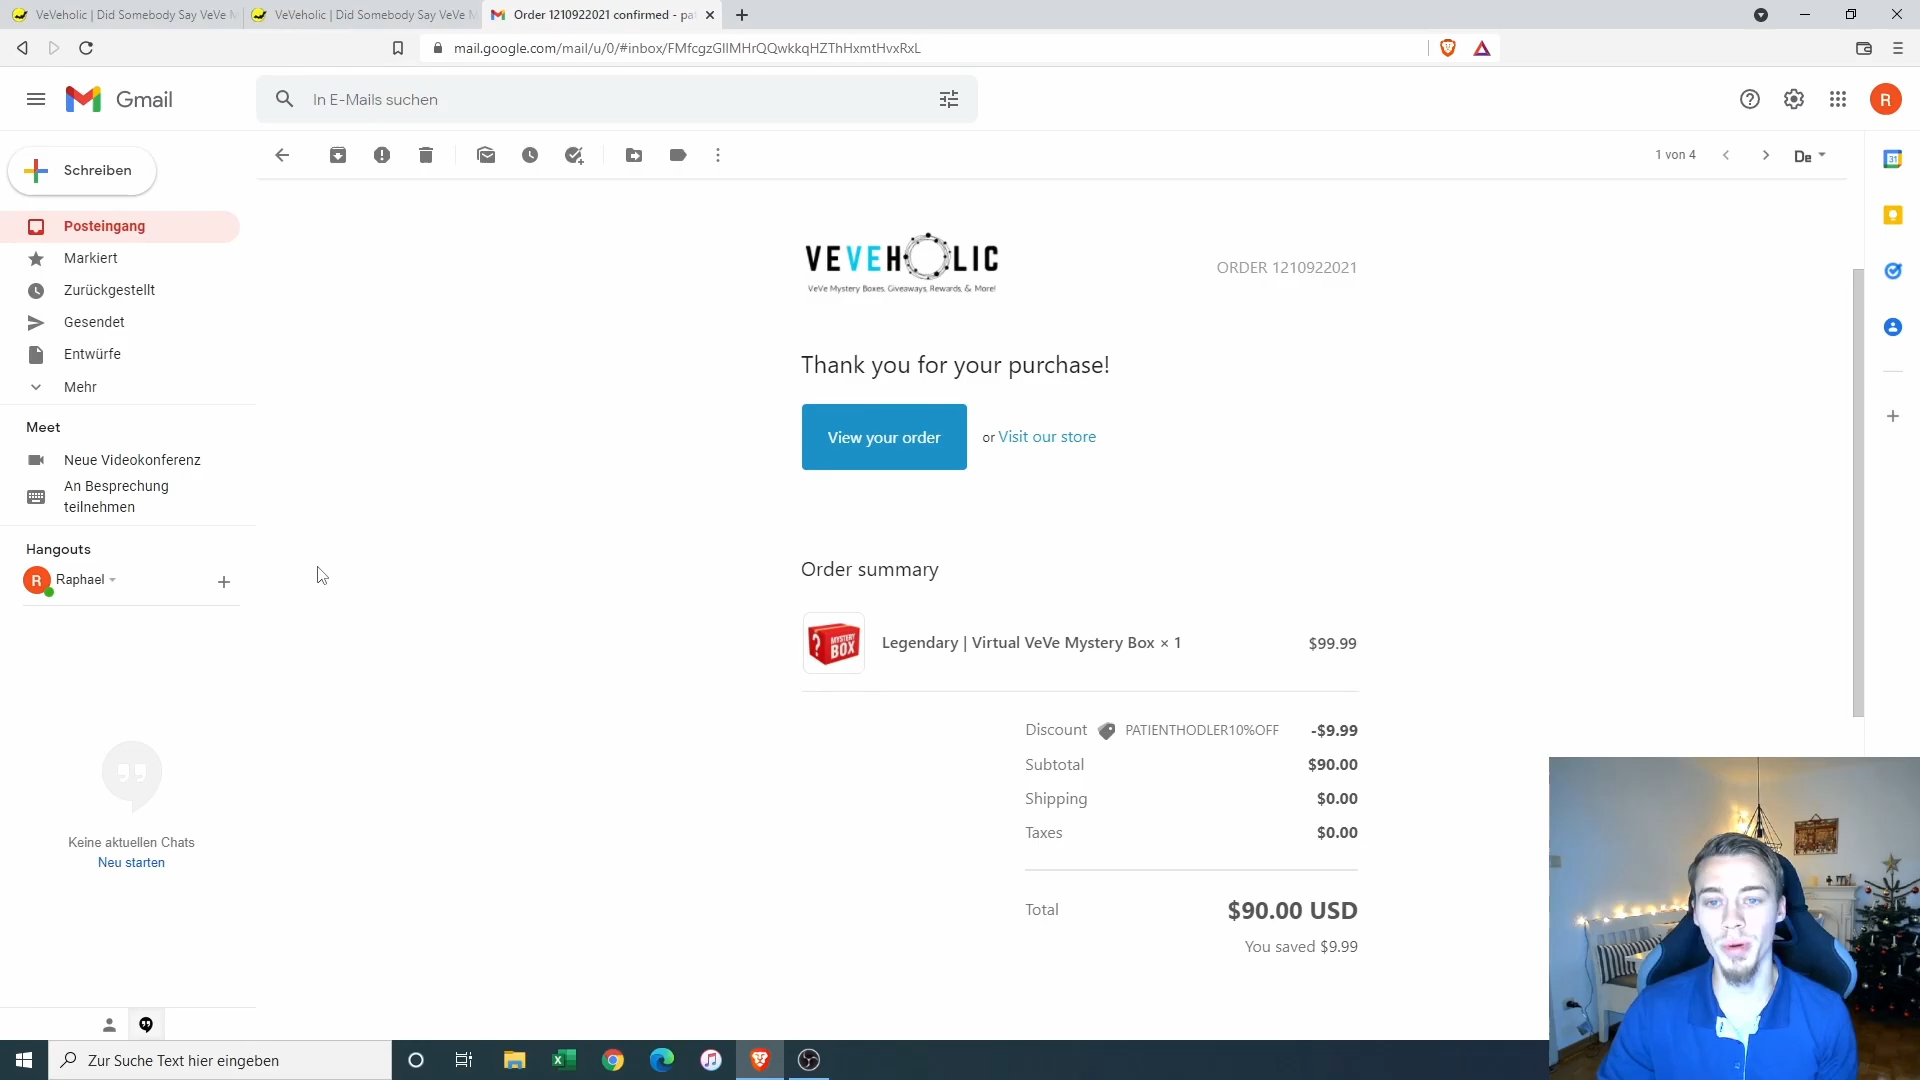 VeVeholic | Did Somebody Say VeVe M
VeVeholic | Did Somebody Say VeVe M
Order 1210922021 confirmed - pa
mail.google.com/mail/u/0/#inbox/FMfcgzGllMHrQQwkkqHZThHxmtHvxRxL
Gmail
In E-Mails suchen
R
Schreiben
1 von 4
De
31
Posteingang
Markiert
Zurückgestellt
Gesendet
Entwürfe
Mehr
Meet
Neue Videokonferenz
An Besprechung
teilnehmen
Hangouts
R
Raphael
Keine aktuellen Chats
Neu starten
VEVEHOLIC
VeVe Mystery Boxes, Giveaways, Rewards, & More!
ORDER 1210922021
Thank you for your purchase!
View your order
or Visit our store
Order summary
? MYSTERY BOX
Legendary | Virtual VeVe Mystery Box × 1
$99.99
Discount PATIENTHODLER10%OFF -$9.99
Subtotal $90.00
Shipping $0.00
Taxes $0.00
Total $90.00 USD
You saved $9.99
Zur Suche Text hier eingeben